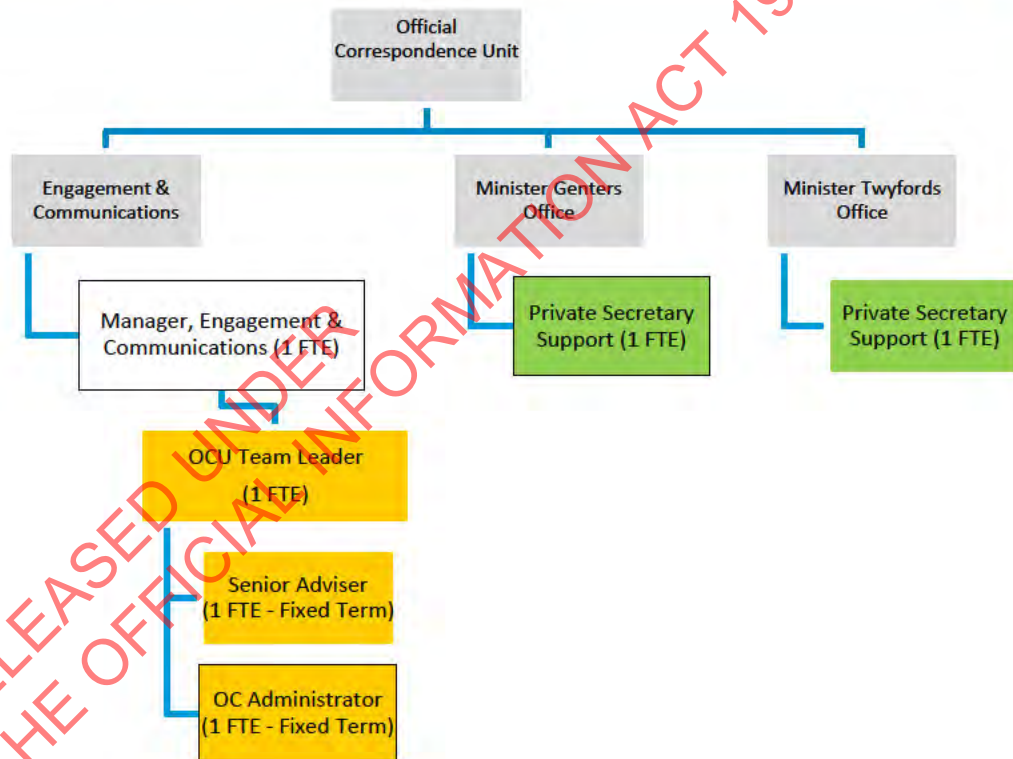 Official
Correspondence Unit
Engagement &
Communications
Minister Genters
Office
Minister Twyfords
Office
Manager, Engagement &
Communications (1 FTE)
Private Secretary
Support (1 FTE)
Private Secretary
Support (1 FTE)
OCU Team Leader
(1 FTE)
Senior Adviser
(1 FTE - Fixed Term)
OC Administrator
(1 FTE - Fixed Term)
ELEASED UNDER
HE OFFICIAL INFORMATION ACT 19